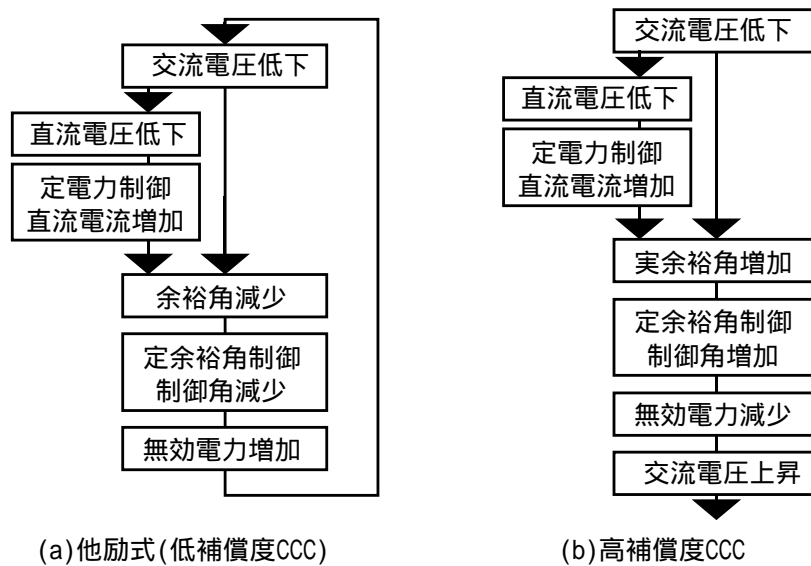 交流電圧低下
直流電圧低下
定電力制御
直流電流増加
余裕角減少
定余裕角制御
制御角減少
無効電力増加
(a)他励式(低補償度CCC)
交流電圧低下
直流電圧低下
定電力制御
直流電流増加
実余裕角増加
定余裕角制御
制御角増加
無効電力減少
交流電圧上昇
(b)高補償度CCC